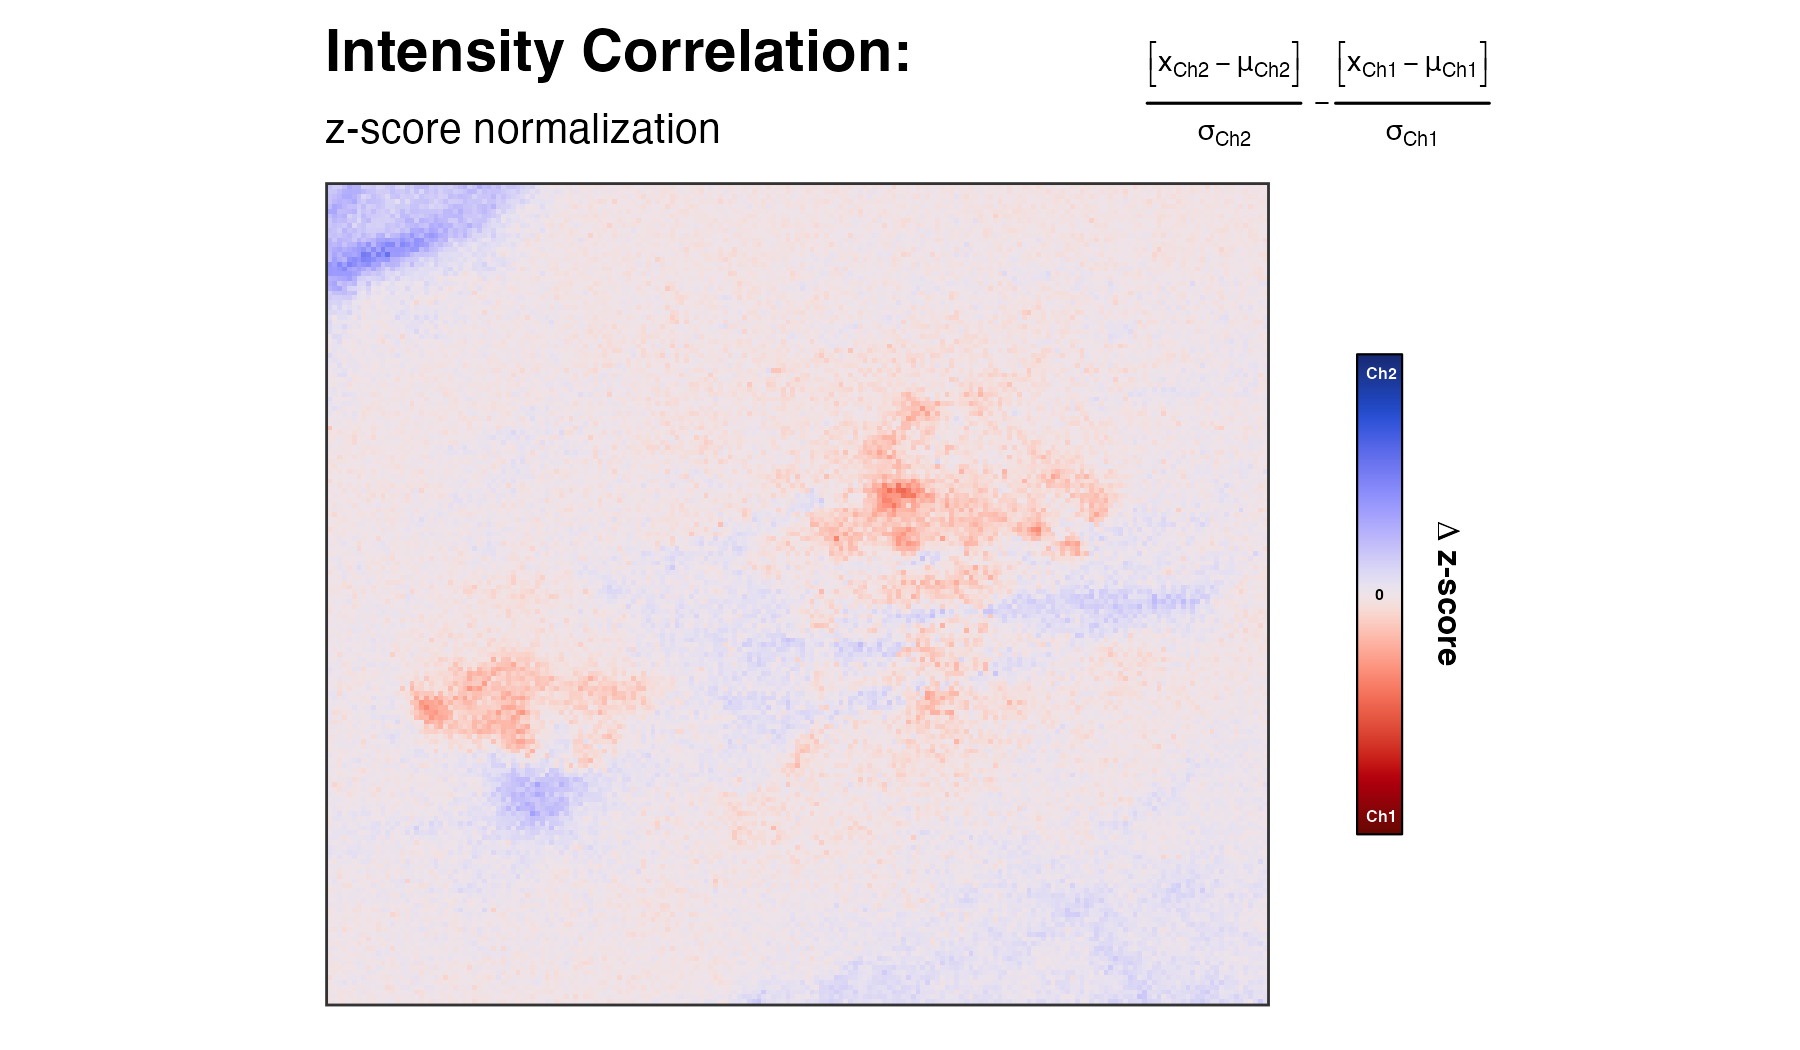 Intensity Correlation:
z-score normalization
[xCh2 – μCh2] / σCh2 – [xCh1 – μCh1] / σCh1
Ch2
0
Ch1
Δ z-score